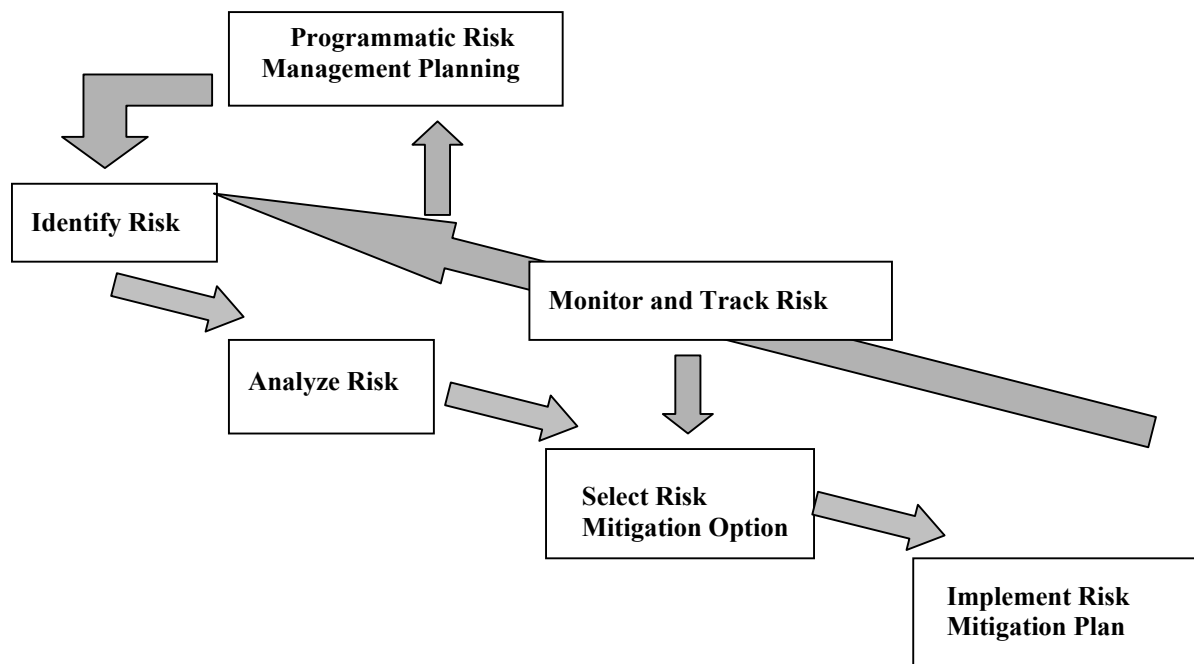 Programmatic Risk
Management Planning
Identify Risk
Monitor and Track Risk
Analyze Risk
Select Risk
Mitigation Option
Implement Risk
Mitigation Plan